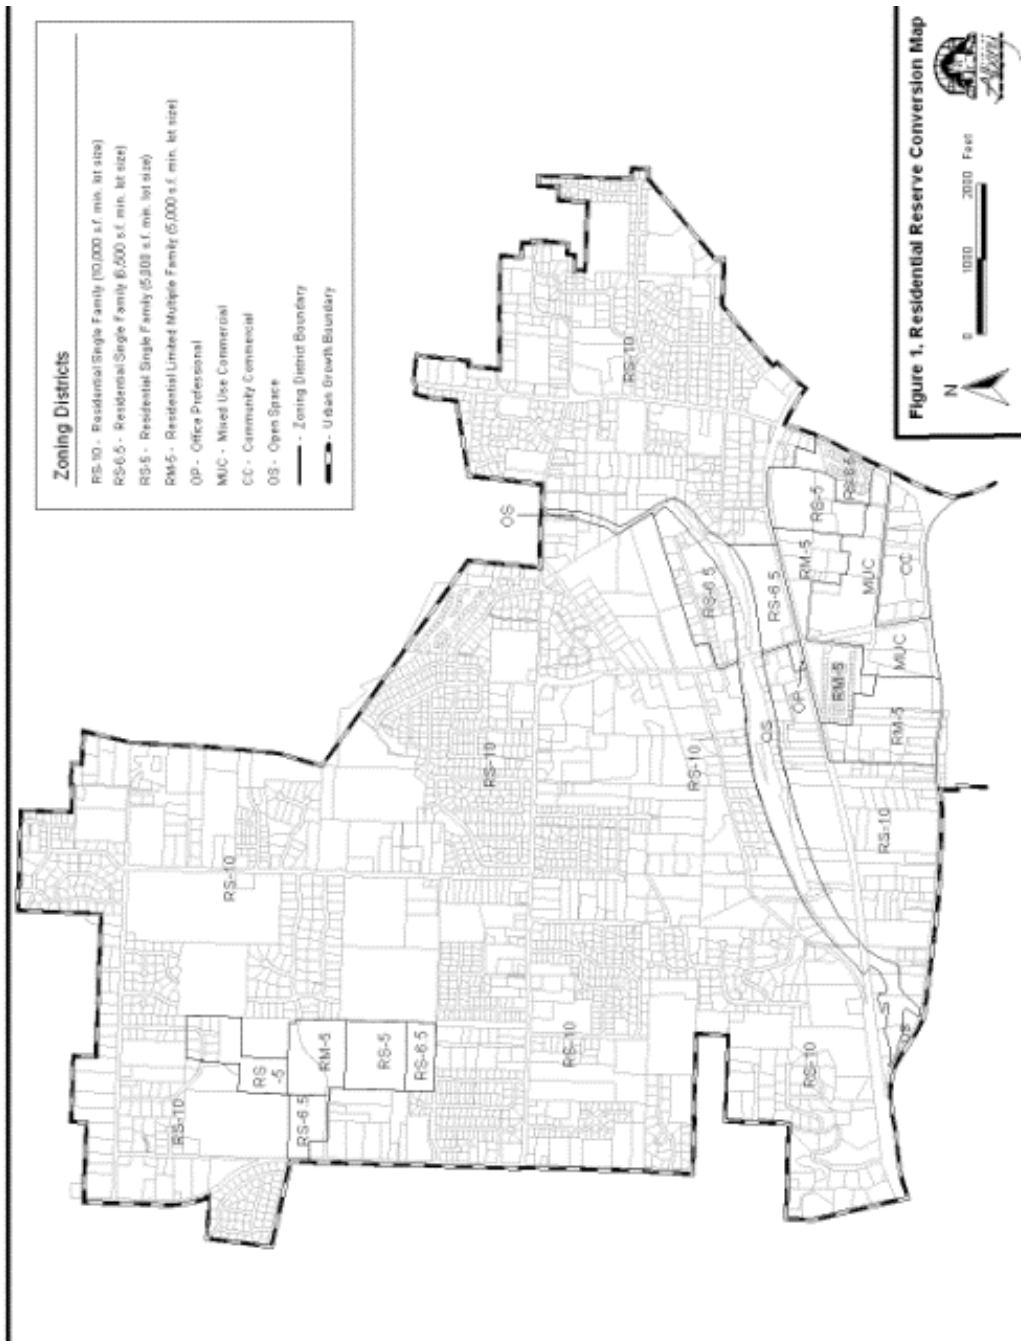 Zoning Districts
RS-10 - Residential Single Family (10,000 s.f. min. lot size)
RS-6.5 - Residential Single Family (6,500 s.f. min. lot size)
RS-5 - Residential Single Family (5,000 s.f. min. lot size)
RM-5 - Residential Limited Multiple Family (5,000 s.f. min. lot size)
OP - Office Professional
MUC - Mixed Use Commercial
CC - Community Commercial
OS - Open Space
- Zoning District Boundary
- Urban Growth Boundary
RS-10
RS-6.5
RS-5
RS-6.5
OS
RM-5
RS-6.5
RS-6.5
MUC
CC
MUC
RM-5
OP
RM-5
OS
RS-10
RS-10
RS-10
RS-10
RS
-5
RM-5
RS-5
RS-6.5
RS-10
RS-6.5
RS-10
RS-10
OS
Figure 1. Residential Reserve Conversion Map
N
0 1000 2000 Feet